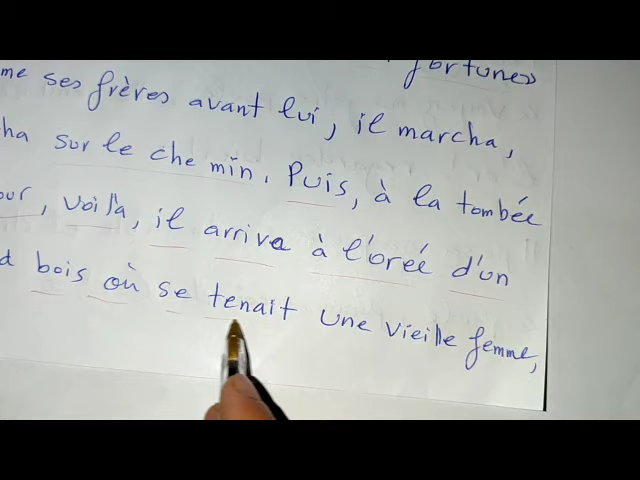 fortunes
me ses frères avant lui, il marcha,
cha sur le che min. Puis, à la tombée
our, voilà, il arriva à l'orée d'un
d bois où se tenait une vieille femme,